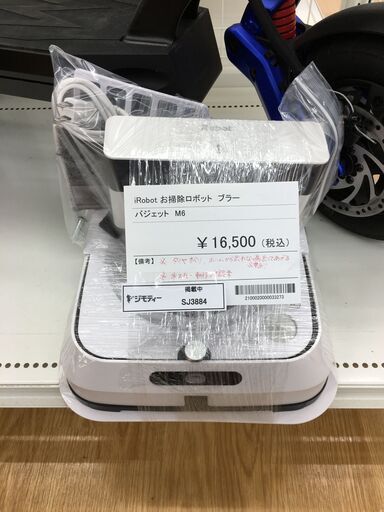 iRobot
iRobot お掃除ロボット ブラー
バジェット M6
￥16,500（税込）
【備考】
掲載中
ジモティー
SJ3884
2100020000033273